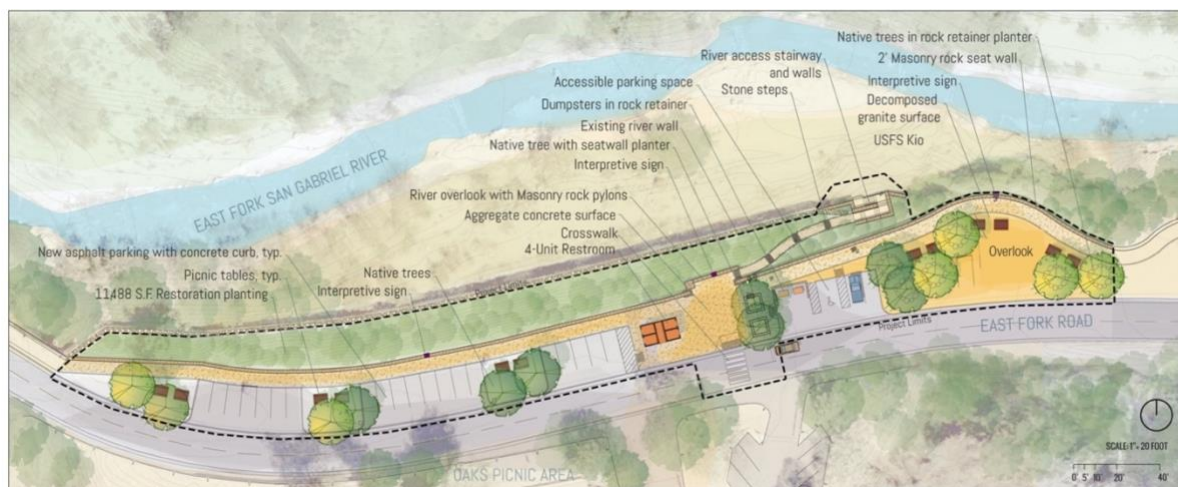 Native trees in rock retainer planter
River access stairway
and walls
2' Masonry rock seat wall
Accessible parking space
Stone steps
Interpretive sign
Dumpsters in rock retainer
Decomposed
granite surface
Existing river wall
USFS Kio
Native tree with seatwall planter
Interpretive sign
EAST FORK SAN GABRIEL RIVER
River overlook with Masonry rock pylons
Aggregate concrete surface
Crosswalk
4-Unit Restroom
New asphalt parking with concrete curb, typ.
Picnic tables, typ.
Native trees
11,488 S.F. Restoration planting
Interpretive sign
Overlook
Project Limits
EAST FORK ROAD
OAKS PICNIC AREA
SCALE: 1"= 20 FOOT
0' 5' 10' 20' 40'